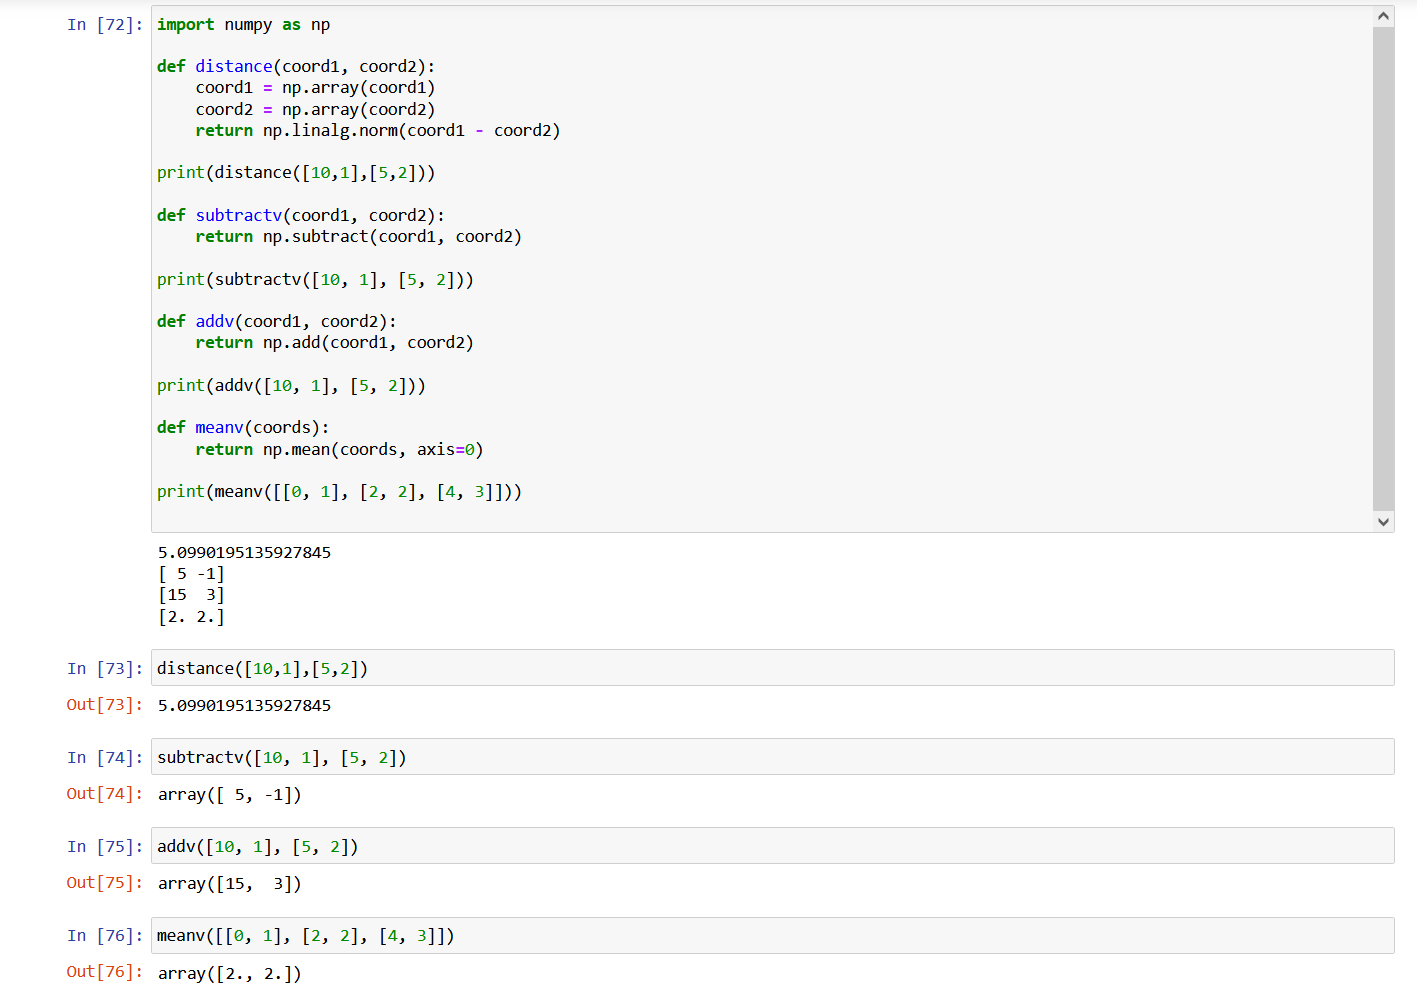 In [72]: import numpy as np
def distance(coord1, coord2):
    coord1 = np.array(coord1)
    coord2 = np.array(coord2)
    return np.linalg.norm(coord1 - coord2)
print(distance([10,1],[5,2]))
def subtractv(coord1, coord2):
    return np.subtract(coord1, coord2)
print(subtractv([10, 1], [5, 2]))
def addv(coord1, coord2):
    return np.add(coord1, coord2)
print(addv([10, 1], [5, 2]))
def meanv(coords):
    return np.mean(coords, axis=0)
print(meanv([[0, 1], [2, 2], [4, 3]]))
5.0990195135927845
[ 5 -1]
[15  3]
[2. 2.]
In [73]: distance([10,1],[5,2])
Out[73]: 5.0990195135927845
In [74]: subtractv([10, 1], [5, 2])
Out[74]: array([ 5, -1])
In [75]: addv([10, 1], [5, 2])
Out[75]: array([15,  3])
In [76]: meanv([[0, 1], [2, 2], [4, 3]])
Out[76]: array([2., 2.])